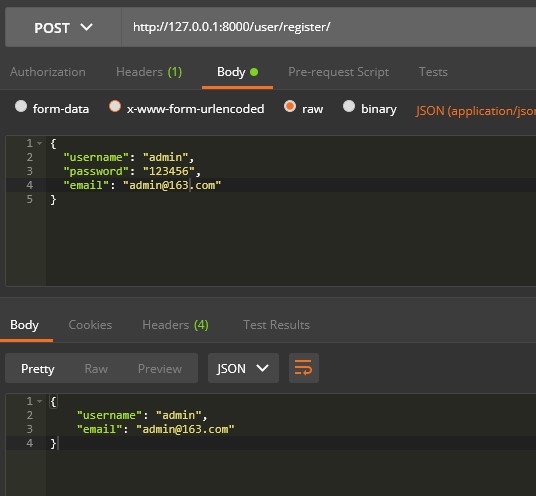 POST http://127.0.0.1:8000/user/register/
Authorization Headers (1) Body Pre-request Script Tests
form-data x-www-form-urlencoded raw binary JSON (application/json
1 {
2 "username": "admin",
3 "password": "123456",
4 "email": "admin@163.com"
5 }
Body Cookies Headers (4) Test Results
Pretty Raw Preview JSON
1 {
2 "username": "admin",
3 "email": "admin@163.com"
4 }